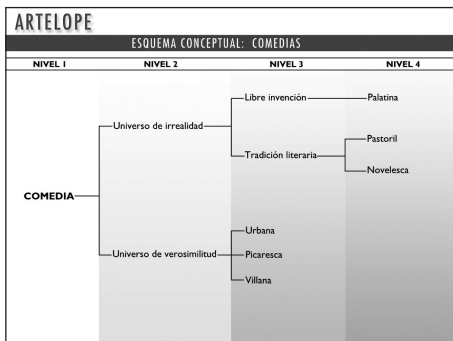 ARTELOPE
ESQUEMA CONCEPTUAL: COMEDIAS
NIVEL I NIVEL 2 NIVEL 3 NIVEL 4
Libre invención Palatina
Universo de irrealidad
Pastoril
Tradición literaria
Novelesca
COMEDIA
Urbana
Universo de verosimilitud Picaresca
Villana